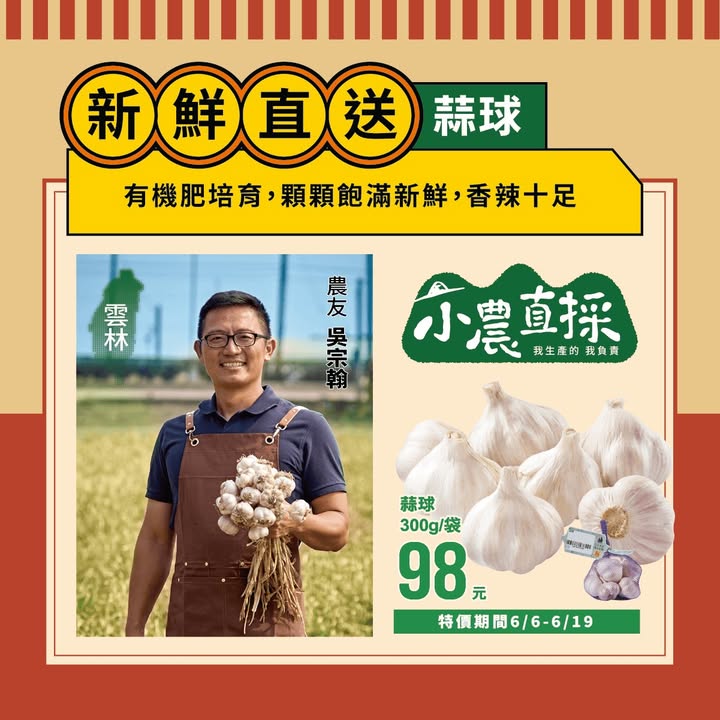 新鮮直送 蒜球
有機肥培育，顆顆飽滿新鮮，香辣十足
雲林
農友 吳宗翰
小農直採
我生產的 我負責
蒜球
300g/袋
98元
特價期間6/6-6/19